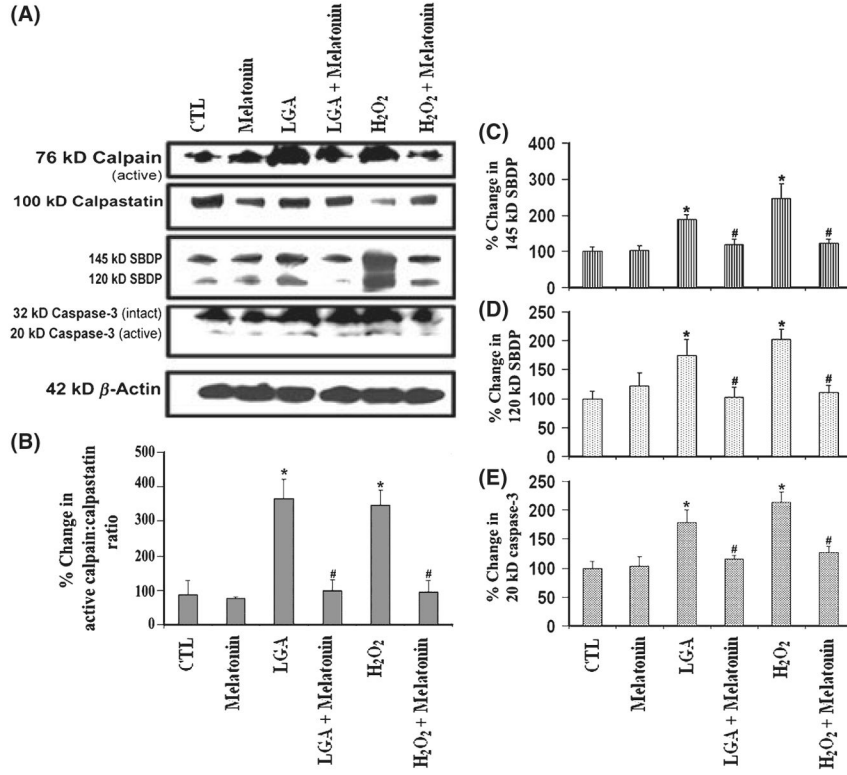 (A)
CTL
Melatonin
LGA
LGA + Melatonin
H₂O₂
H₂O₂ + Melatonin
76 kD Calpain
(active)
100 kD Calpastatin
145 kD SBDP
120 kD SBDP
32 kD Caspase-3 (intact)
20 kD Caspase-3 (active)
42 kD β-Actin
(B)
% Change in
active calpain:calpastatin
ratio
500
400
300
200
100
0
*
#
*
#
CTL
Melatonin
LGA
LGA + Melatonin
H₂O₂
H₂O₂ + Melatonin
(C)
% Change in
145 kD SBDP
400
300
200
100
0
*
#
*
#
(D)
% Change in
120 kD SBDP
250
200
150
100
50
0
*
#
*
#
(E)
% Change in
20 kD caspase-3
250
200
150
100
50
0
*
#
*
#
CTL
Melatonin
LGA
LGA + Melatonin
H₂O₂
H₂O₂ + Melatonin